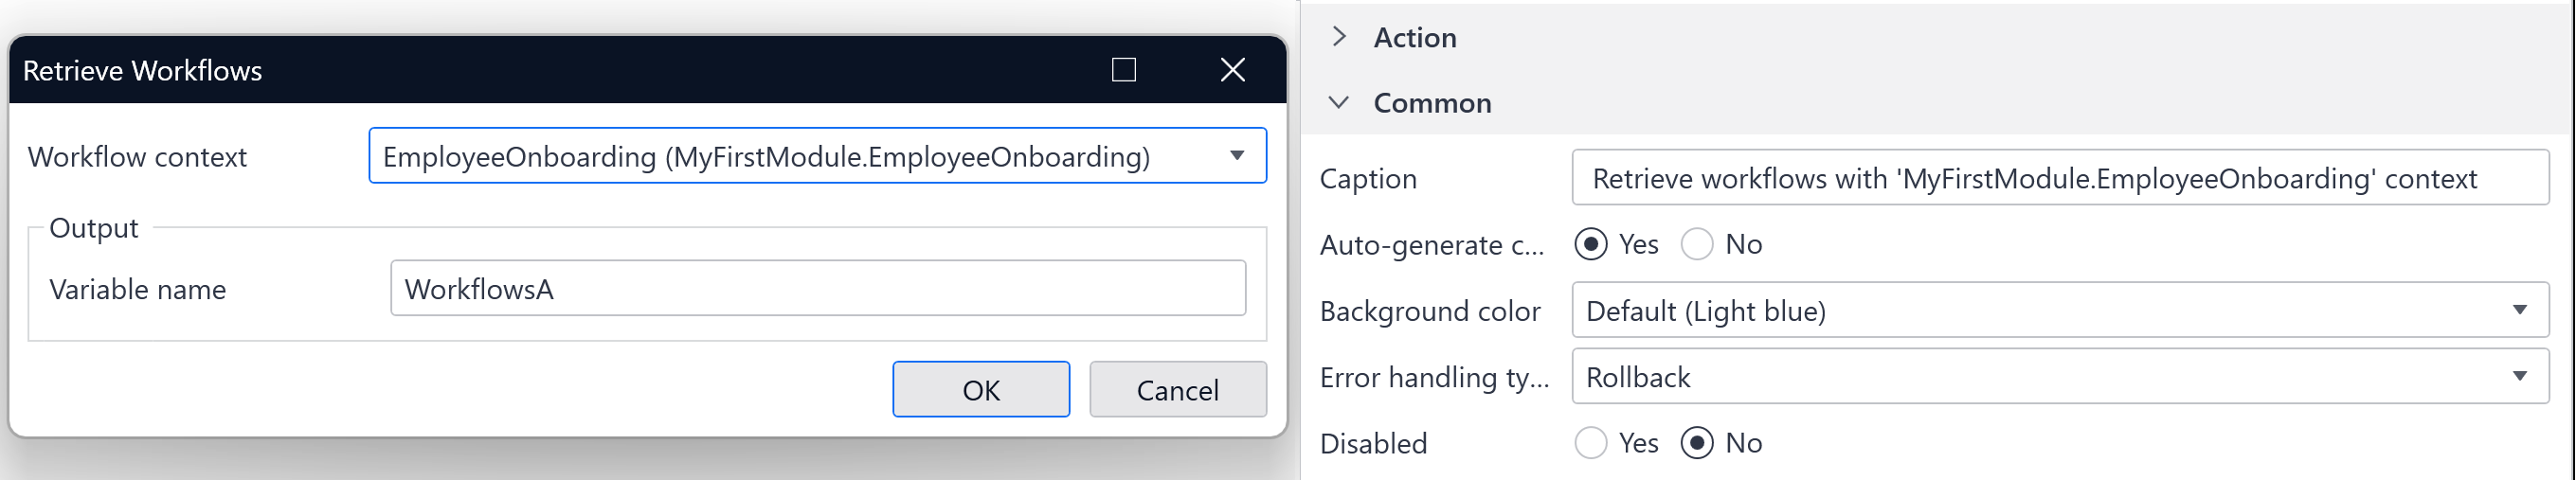 Retrieve Workflows
Workflow context
EmployeeOnboarding (MyFirstModule.EmployeeOnboarding)
Output
Variable name
WorkflowsA
OK
Cancel
Action
Common
Caption
Retrieve workflows with 'MyFirstModule.EmployeeOnboarding' context
Auto-generate c...
Yes
No
Background color
Default (Light blue)
Error handling ty...
Rollback
Disabled
Yes
No